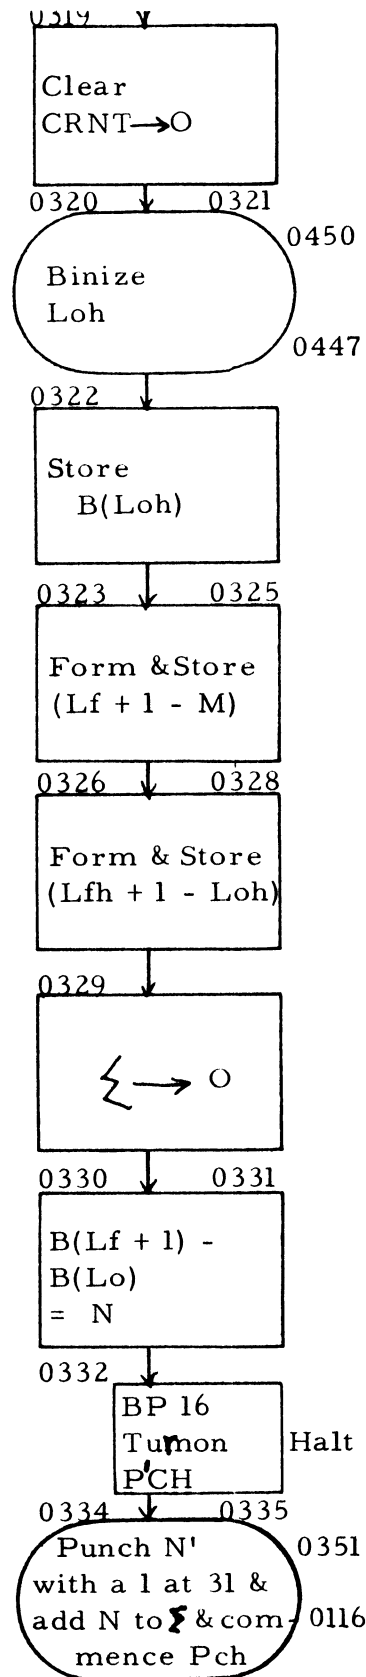 0319
Clear
CRNT→O
0320 0321
0450
Binize
Loh
0447
0322
Store
B(Loh)
0323 0325
Form &Store
(Lf + 1 - M)
0326 0328
Form & Store
(Lfh + 1 - Loh)
0329
Σ → O
0330 0331
B(Lf + 1) -
B(Lo)
= N
0332
BP 16
Turnon Halt
P'CH
0334 0335
Punch N' 0351
with a 1 at 31 &
add N to Σ & com- 0116
mence Pch